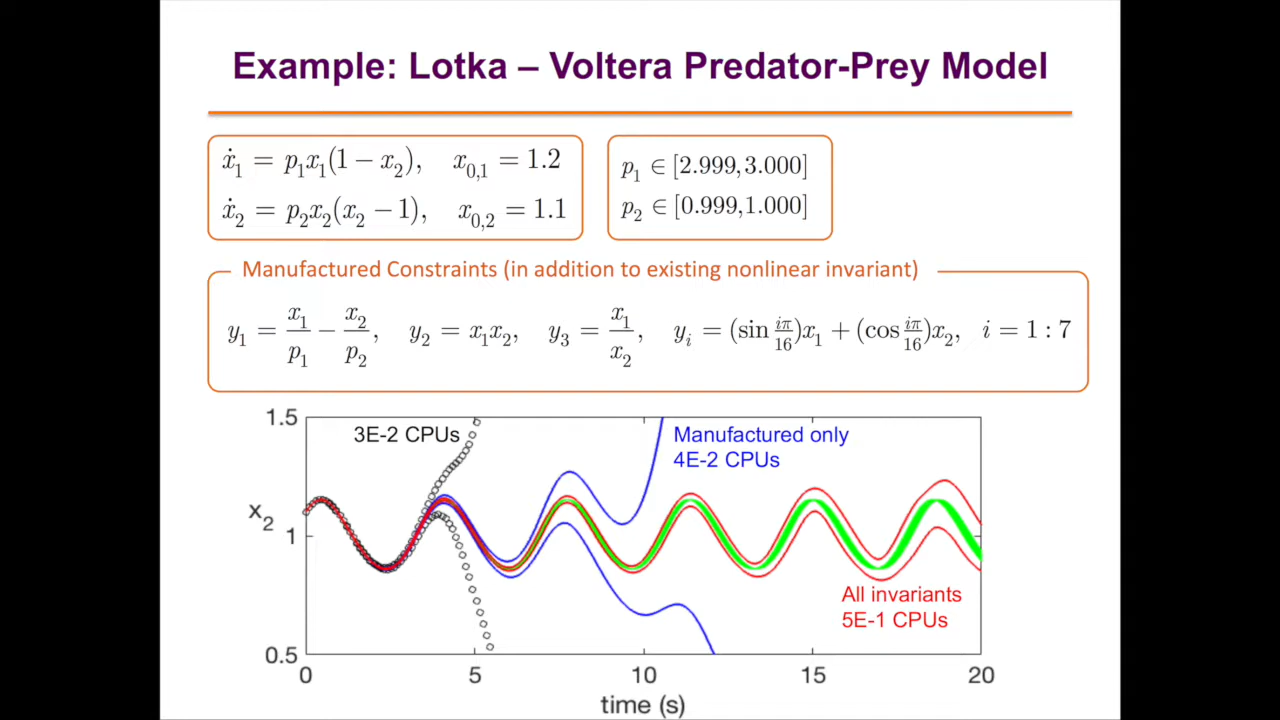 Example: Lotka – Voltera Predator-Prey Model
ẋ₁ = p₁x₁(1 − x₂), x₀,₁ = 1.2
ẋ₂ = p₂x₂(x₂ − 1), x₀,₂ = 1.1
p₁ ∈ [2.999,3.000]
p₂ ∈ [0.999,1.000]
Manufactured Constraints (in addition to existing nonlinear invariant)
y₁ = x₁/p₁ − x₂/p₂, y₂ = x₁x₂, y₃ = x₁/x₂, yᵢ = (sin iπ/16)x₁ + (cos iπ/16)x₂, i = 1 : 7
1.5
3E-2 CPUs
Manufactured only
4E-2 CPUs
x₂
1
All invariants
5E-1 CPUs
0.5
0 5 10 15 20
time (s)